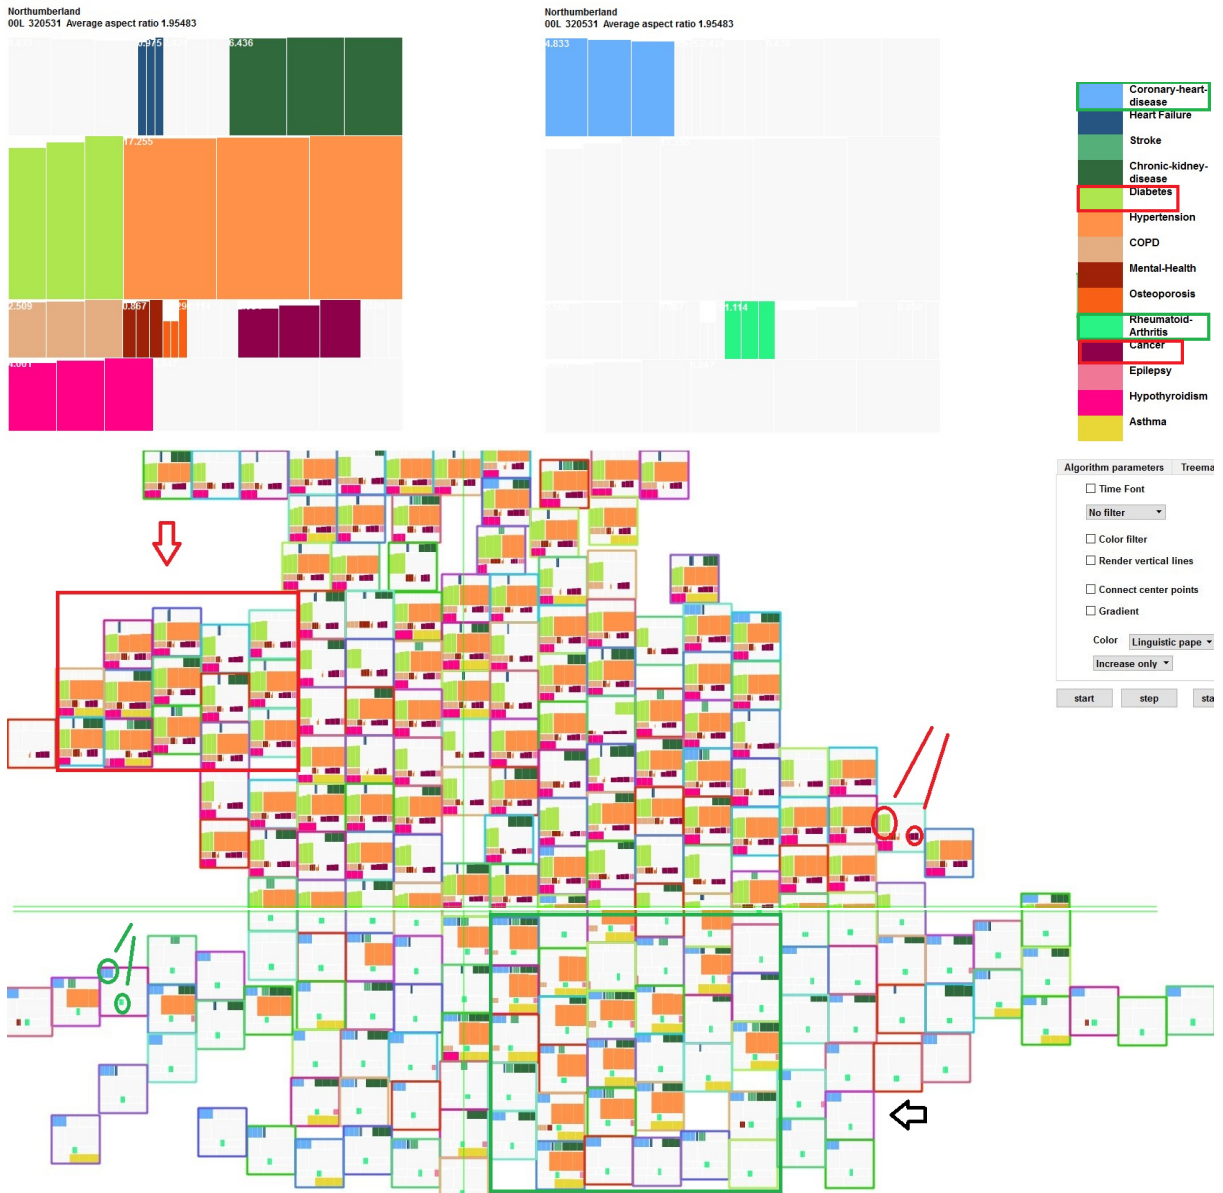 Northumberland
00L 320531 Average aspect ratio 1.95483
Northumberland
00L 320531 Average aspect ratio 1.95483
6.436
17.255
2.509
0.867
4.833
1.114
Coronary-heart-
disease
Heart Failure
Stroke
Chronic-kidney-
disease
Diabetes
Hypertension
COPD
Mental-Health
Osteoporosis
Rheumatoid-
Arthritis
Cancer
Epilepsy
Hypothyroidism
Asthma
Algorithm parameters Treema
Time Font
No filter
Color filter
Render vertical lines
Connect center points
Gradient
Color Linguistic pape
Increase only
start step sta